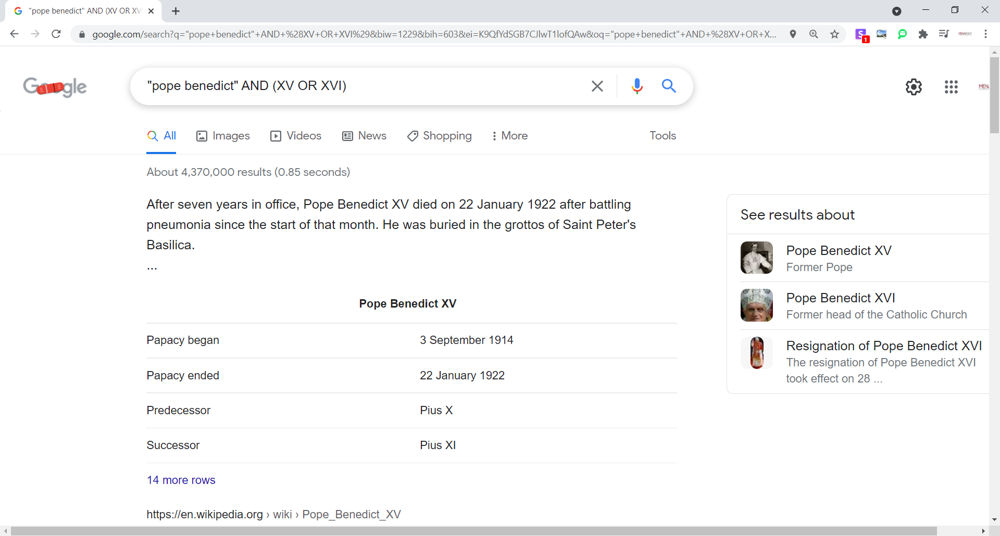 "pope benedict" AND (XV OR XV
google.com/search?q="pope+benedict"+AND+%28XV+OR+XVI%29&biw=1229&bih=603&ei=K9QfYdSGB7CJlwT1lofQAw&oq="pope+benedict"+AND+%28XV+OR+X...
S 1
Google
"pope benedict" AND (XV OR XVI)
All Images Videos News Shopping More Tools
About 4,370,000 results (0.85 seconds)
After seven years in office, Pope Benedict XV died on 22 January 1922 after battling
pneumonia since the start of that month. He was buried in the grottos of Saint Peter's
Basilica.
...
Pope Benedict XV
Papacy began 3 September 1914
Papacy ended 22 January 1922
Predecessor Pius X
Successor Pius XI
14 more rows
https://en.wikipedia.org › wiki › Pope_Benedict_XV
See results about
Pope Benedict XV
Former Pope
Pope Benedict XVI
Former head of the Catholic Church
Resignation of Pope Benedict XVI
The resignation of Pope Benedict XVI
took effect on 28 ...